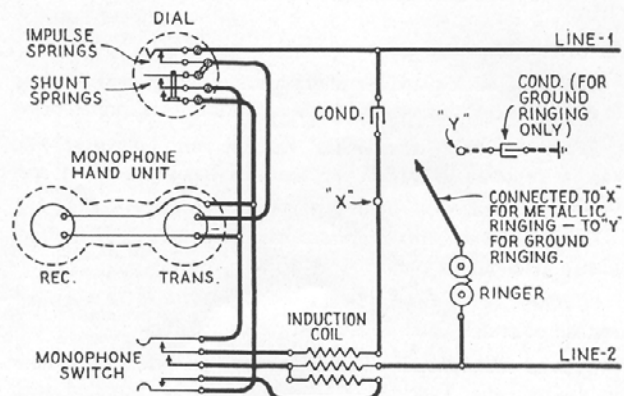 DIAL
IMPULSE
SPRINGS
SHUNT
SPRINGS
LINE-1
COND. (FOR
GROUND
RINGING
ONLY)
"Y"
COND.
MONOPHONE
HAND UNIT
"X"
CONNECTED TO "X"
FOR METALLIC
RINGING — TO "Y"
FOR GROUND
RINGING.
REC.
TRANS.
-
RINGER
INDUCTION
COIL
MONOPHONE
SWITCH
LINE-2